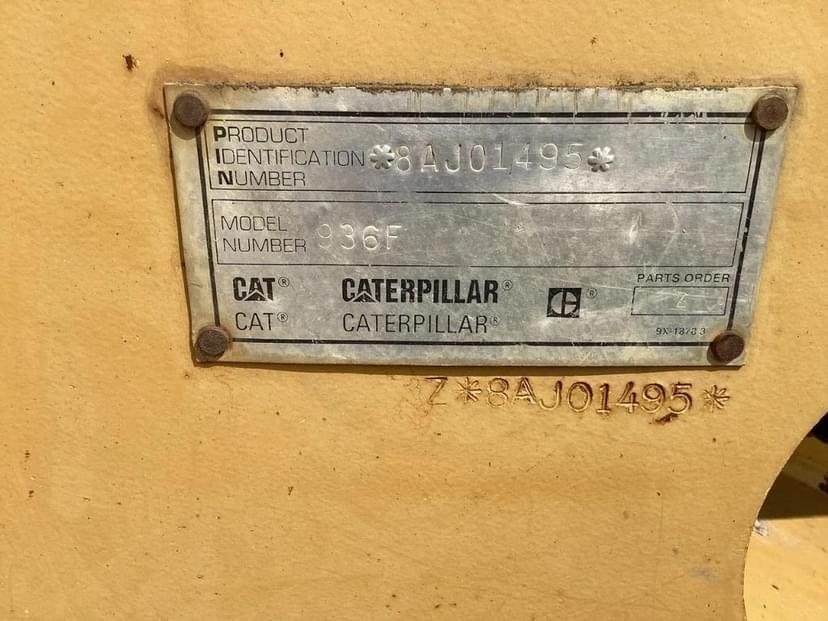 PRODUCT
IDENTIFICATION *8AJ01495*
NUMBER
MODEL
NUMBER 936F
CAT® CATERPILLAR® ®
CAT® CATERPILLAR®
PARTS ORDER
Z*8AJ01495*